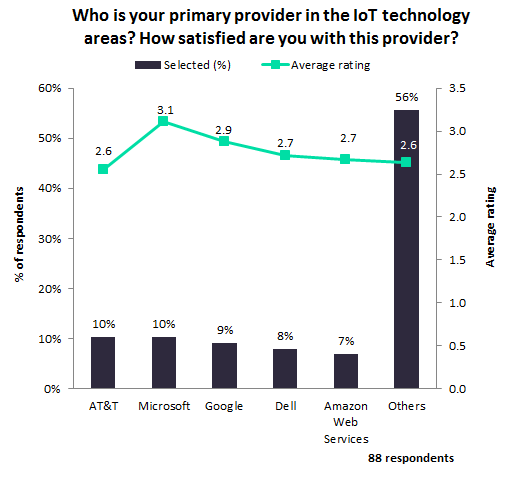 Who is your primary provider in the IoT technology
areas? How satisfied are you with this provider?
Selected (%) Average rating
60% 3.5
56%
3.1
50% 3.0
2.9
2.6 2.7 2.7 2.6
40% 2.5
2.0
30%
1.5
20%
1.0
10% 10% 9% 8% 7%
10% 0.5
0% 0.0
% of respondents
Average rating
AT&T Microsoft Google Dell Amazon Others
Web
Services
88 respondents